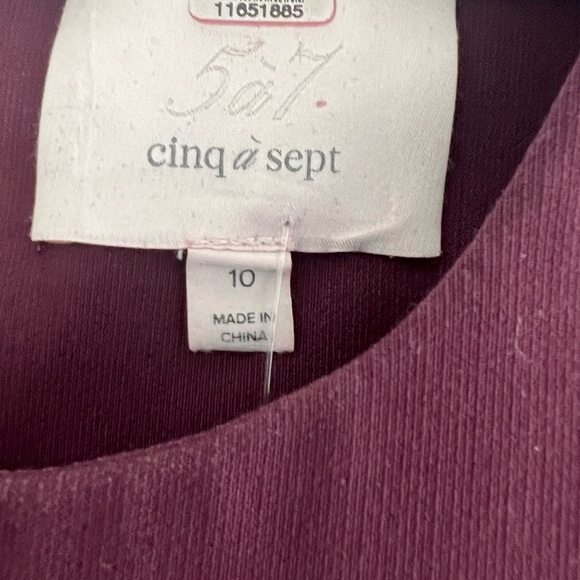 11651885
5à7.
cinq à sept
10
MADE IN
CHINA